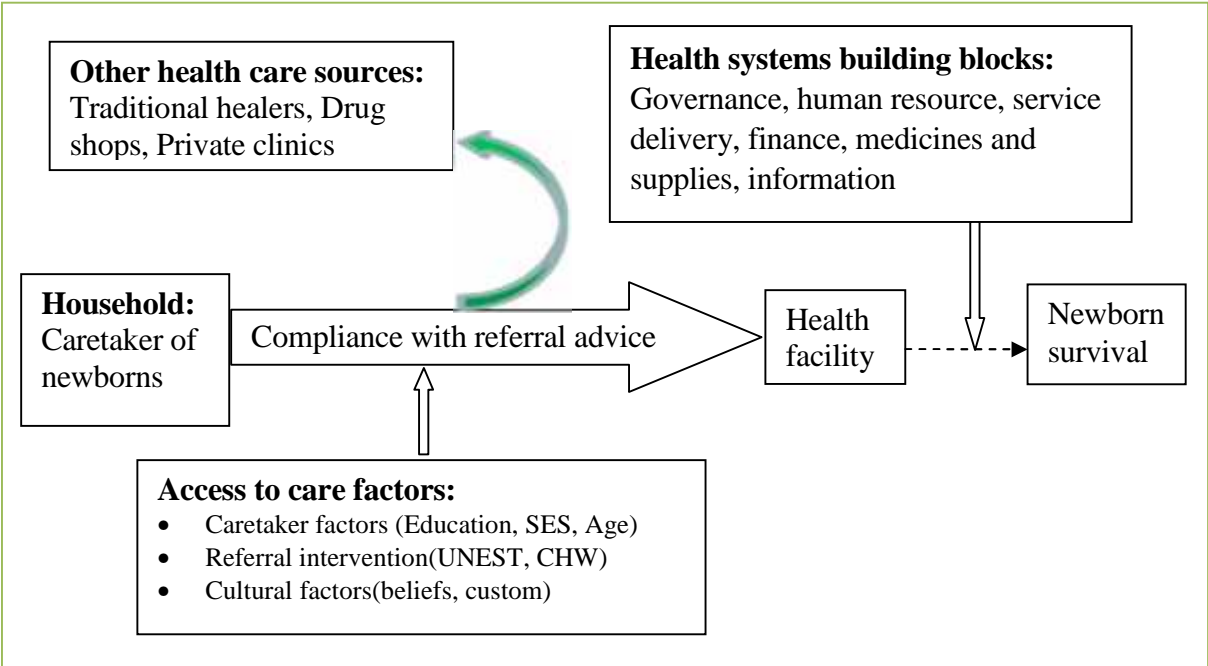 Other health care sources:
Traditional healers, Drug
shops, Private clinics
Health systems building blocks:
Governance, human resource, service
delivery, finance, medicines and
supplies, information
Household:
Caretaker of
newborns
Compliance with referral advice
Health
facility
Newborn
survival
Access to care factors:
• Caretaker factors (Education, SES, Age)
• Referral intervention(UNEST, CHW)
• Cultural factors(beliefs, custom)